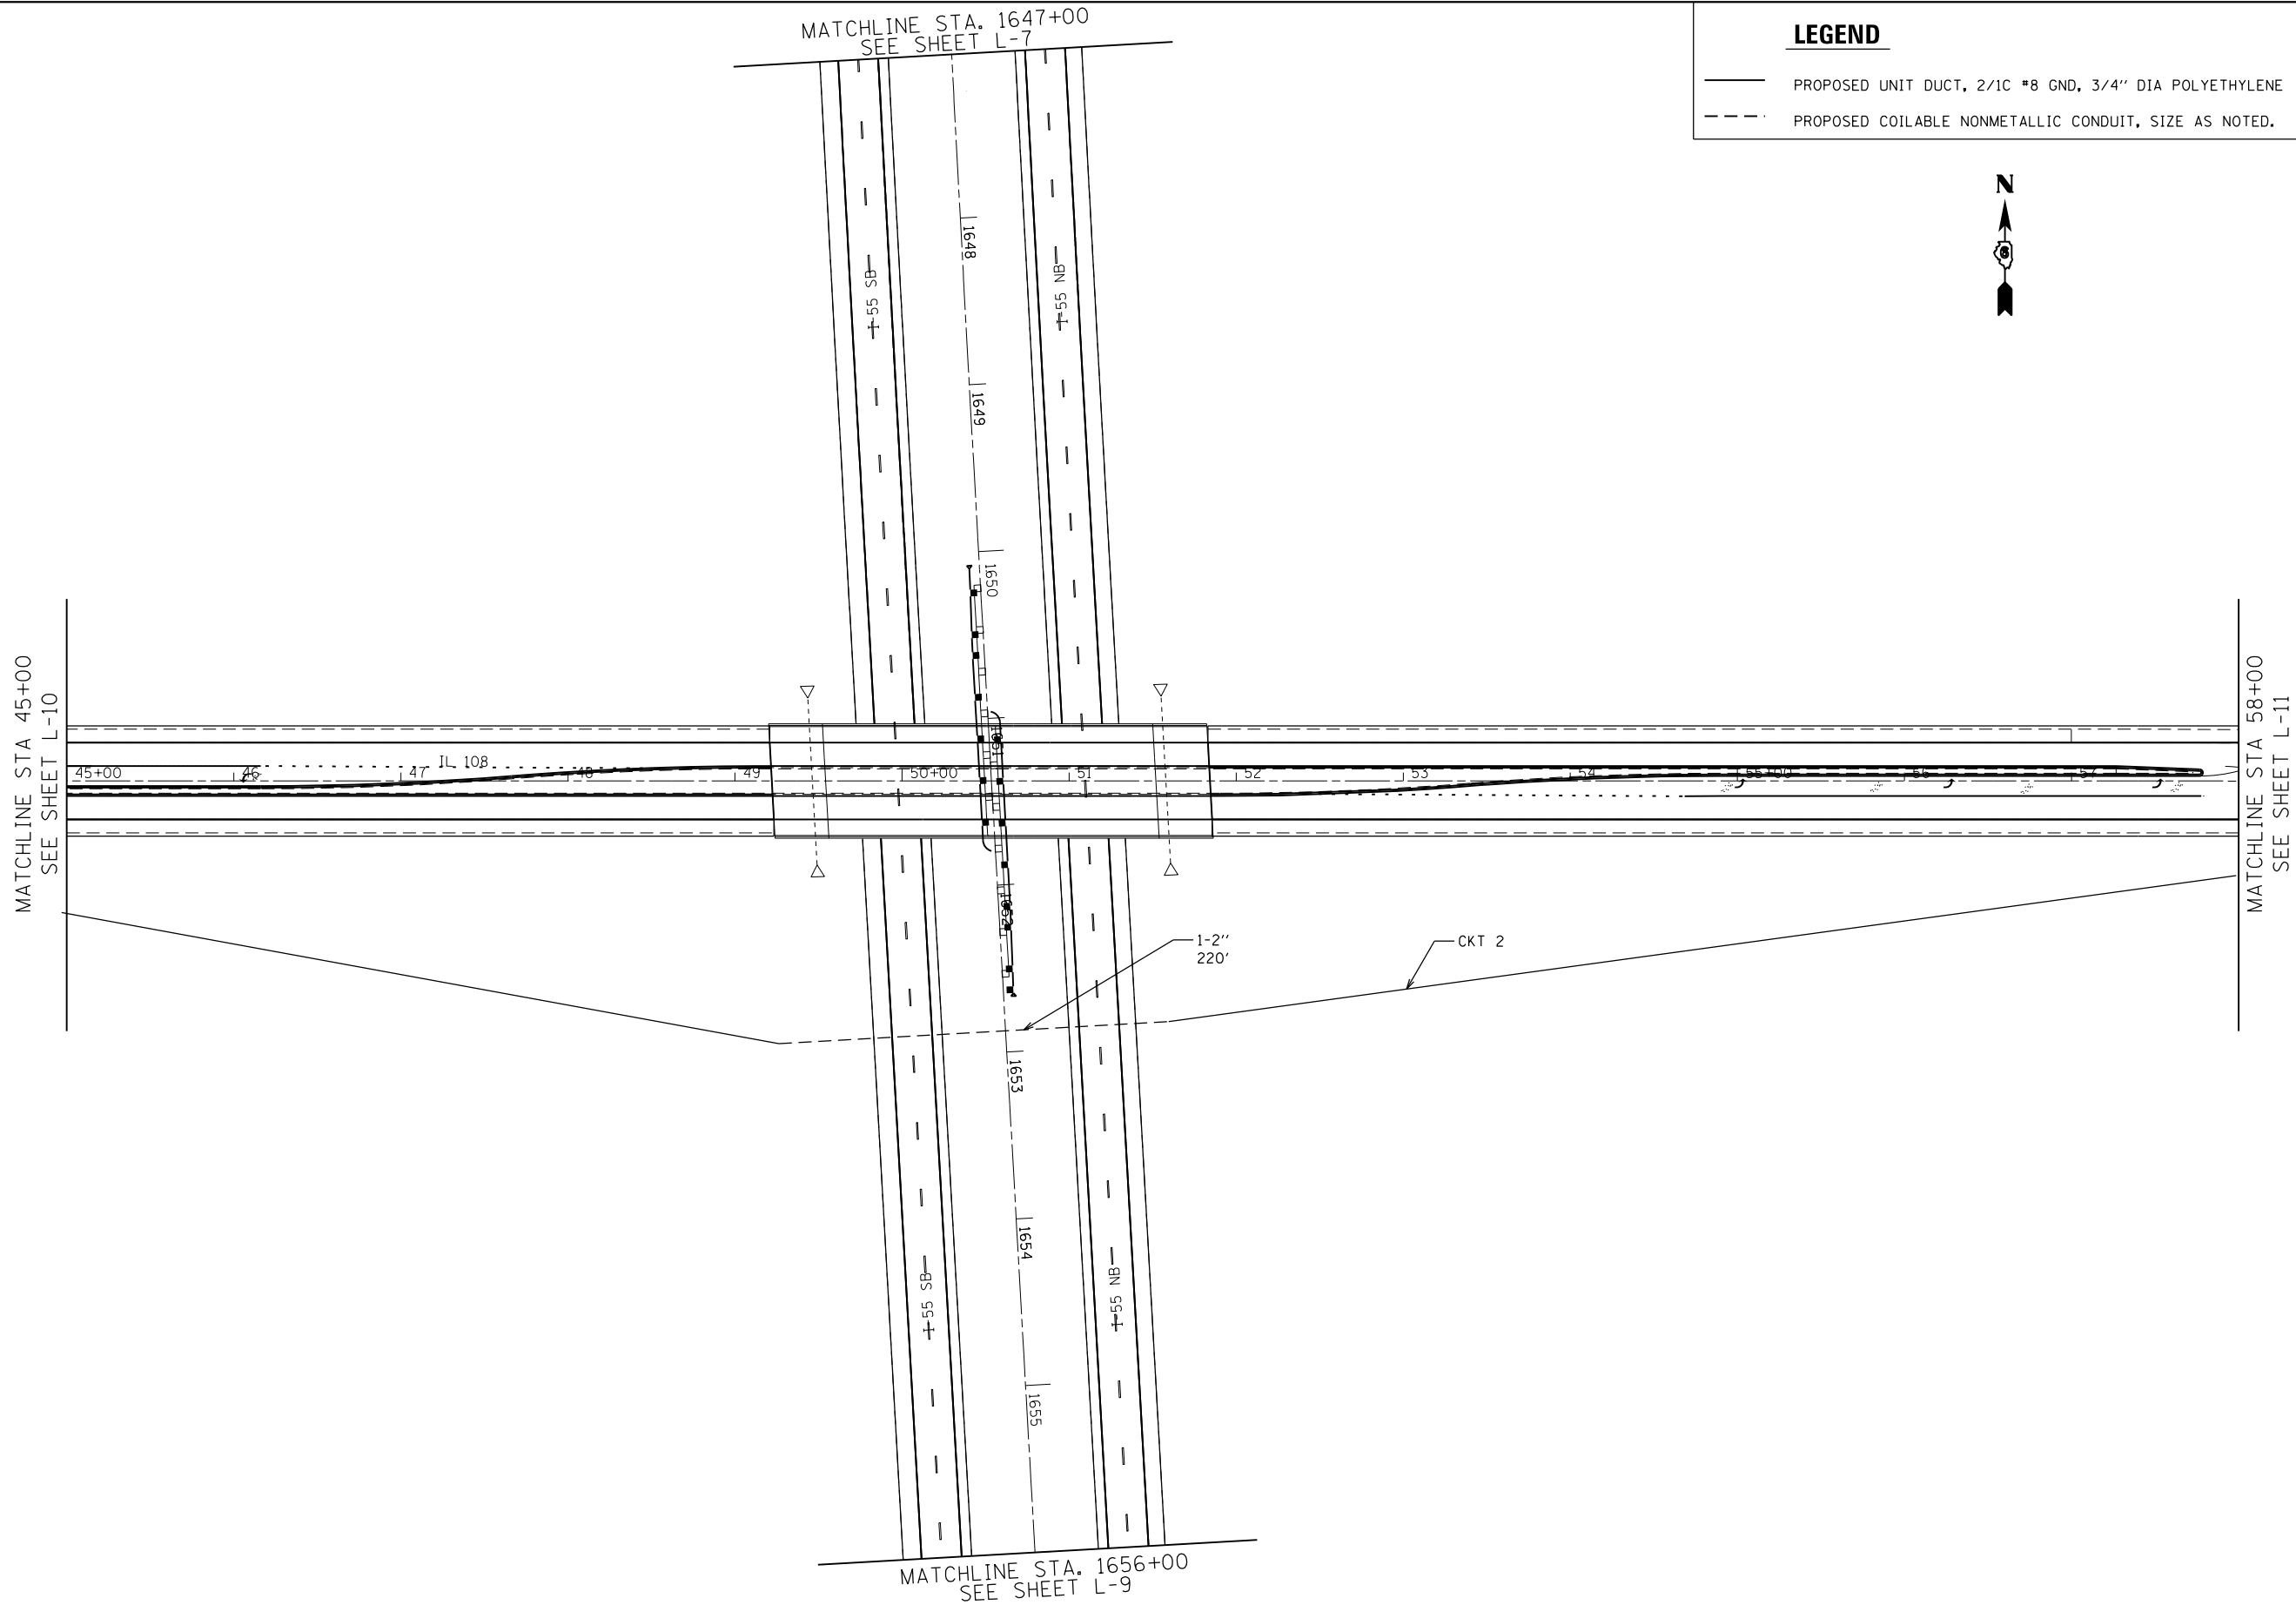 MATCHLINE STA. 1647+00
SEE SHEET L-7
LEGEND
PROPOSED UNIT DUCT, 2/1C #8 GND, 3/4" DIA POLYETHYLENE
PROPOSED COILABLE NONMETALLIC CONDUIT, SIZE AS NOTED.
N
6
1648
I-55 SB
I-55 NB
1649
1650
MATCHLINE STA 45+00
SEE SHEET L-10
MATCHLINE STA 58+00
SEE SHEET L-11
1651
IL 108
45+00
46
47
48
49
50+00
51
52
53
54
55+00
56
57
1652
1-2"
220'
CKT 2
1653
1654
I-55 SB
I-55 NB
1655
MATCHLINE STA. 1656+00
SEE SHEET L-9